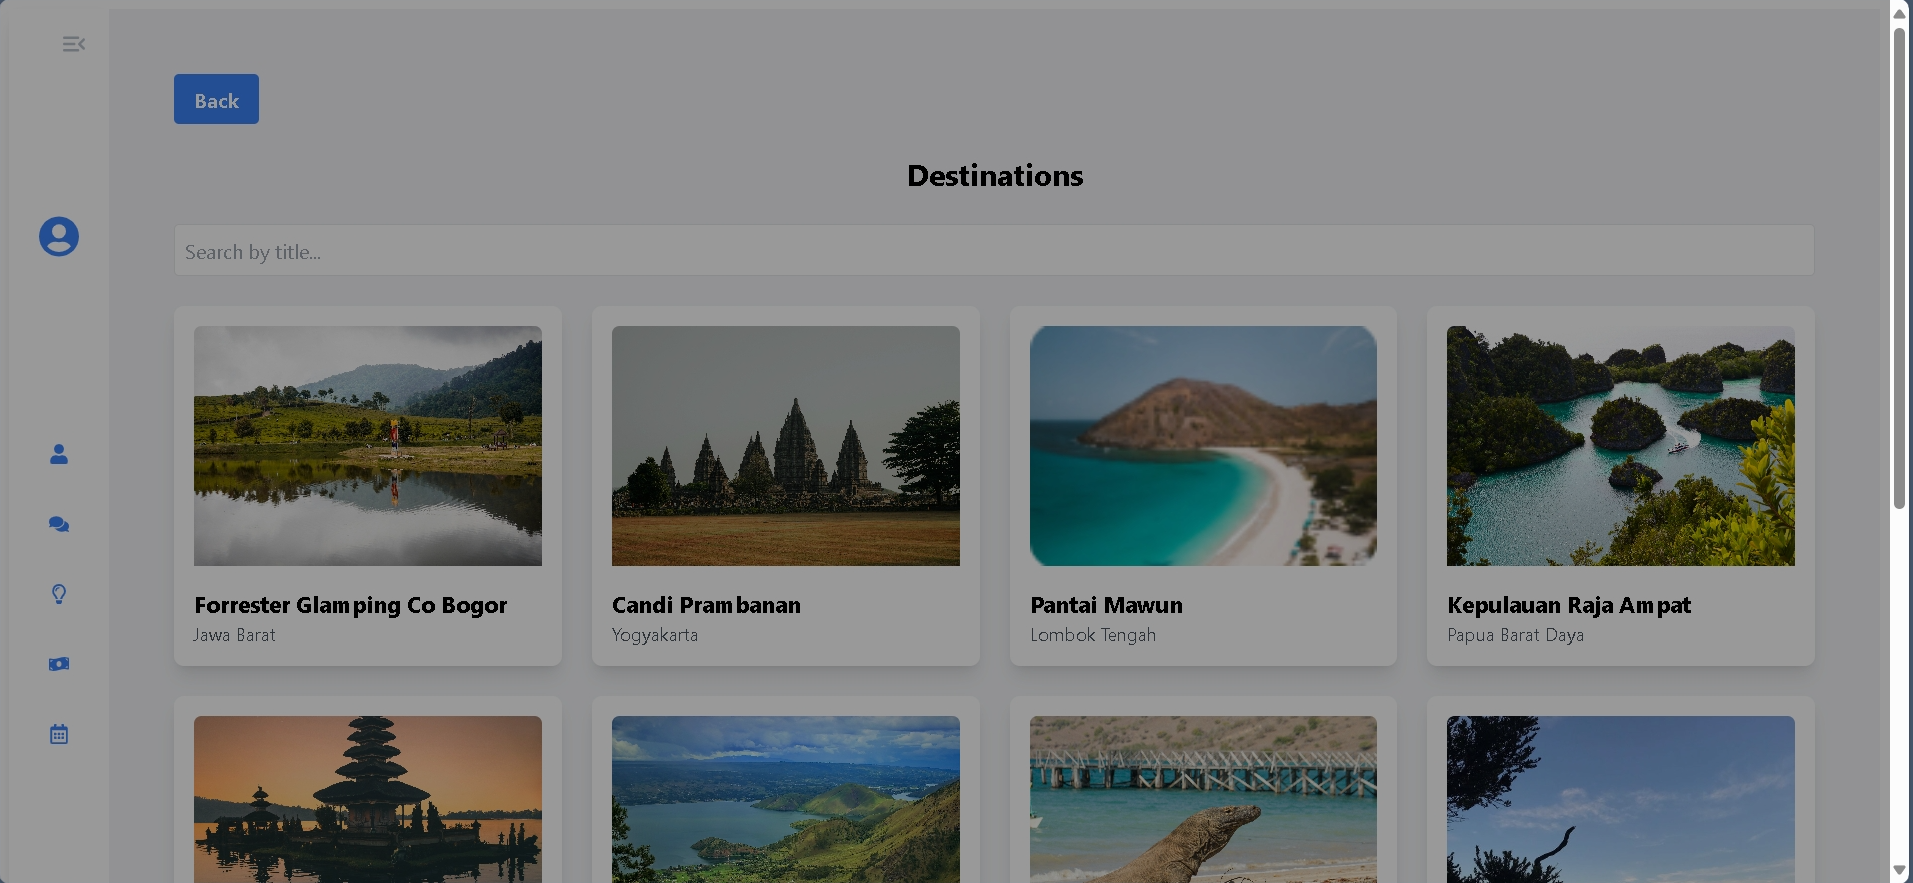 Back
Destinations
Search by title...
Forrester Glamping Co Bogor
Jawa Barat
Candi Prambanan
Yogyakarta
Pantai Mawun
Lombok Tengah
Kepulauan Raja Ampat
Papua Barat Daya